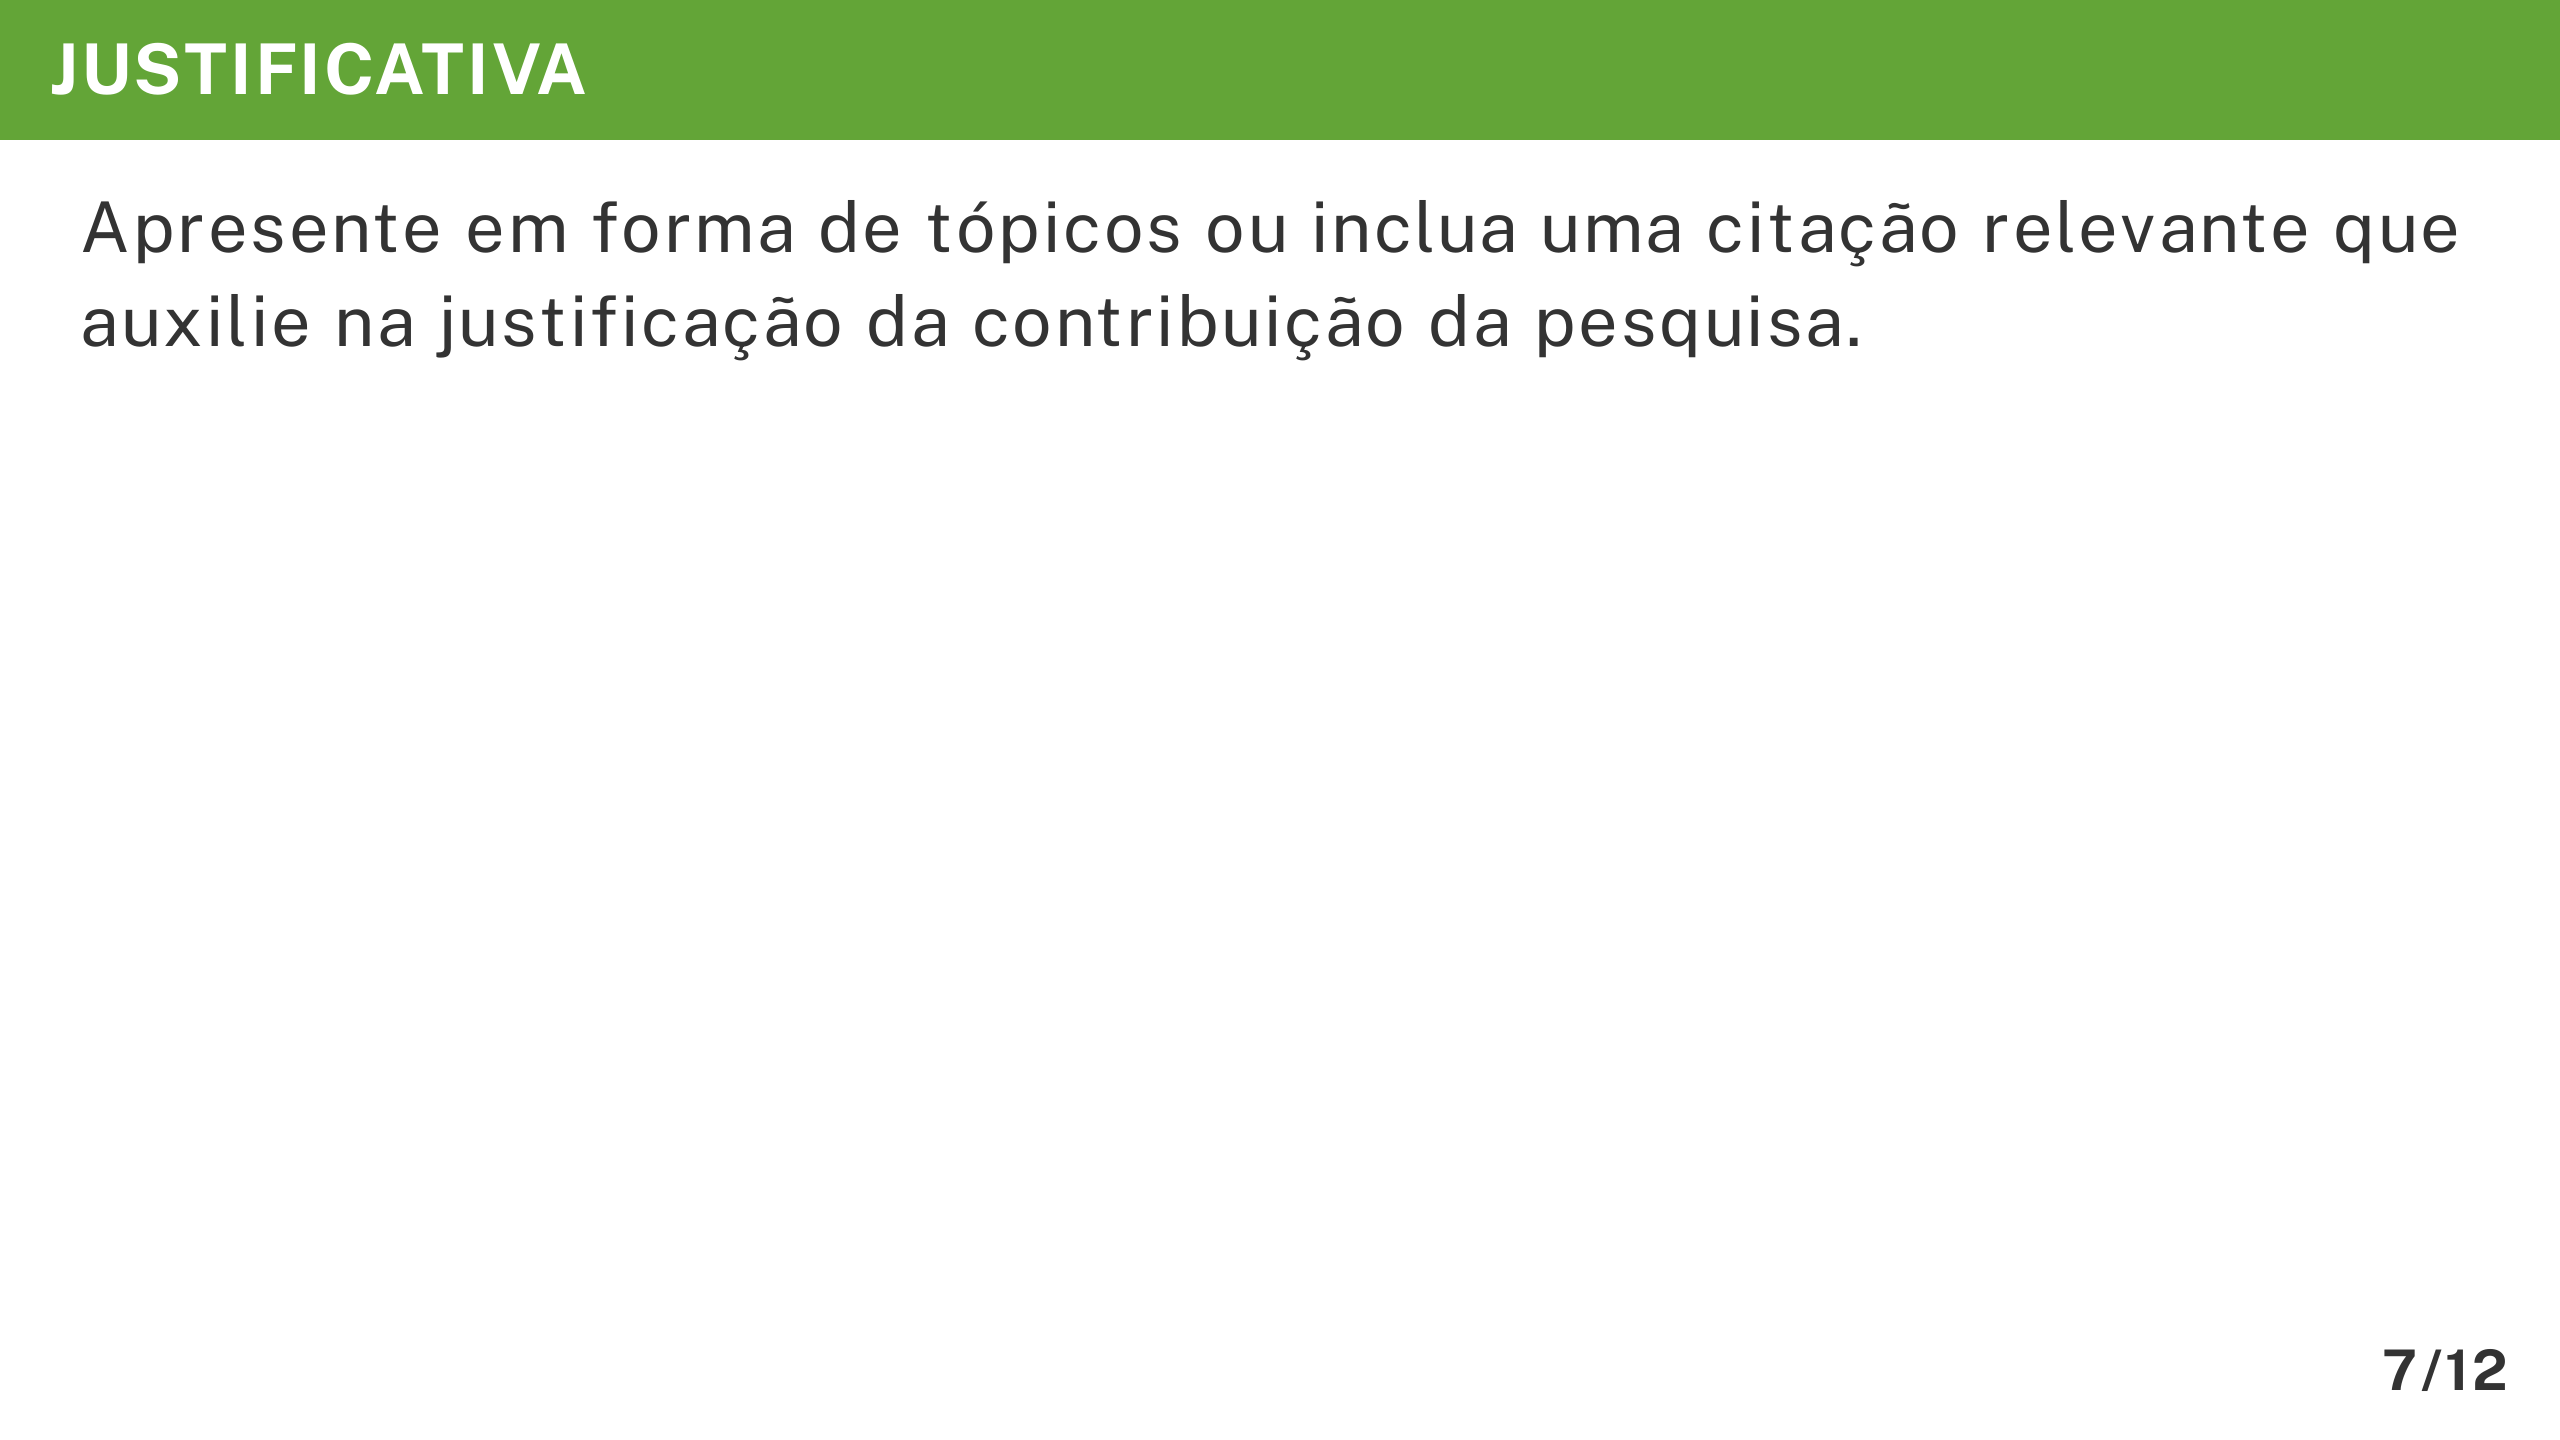 JUSTIFICATIVA
Apresente em forma de tópicos ou inclua uma citação relevante que
auxilie na justificação da contribuição da pesquisa.
7/12